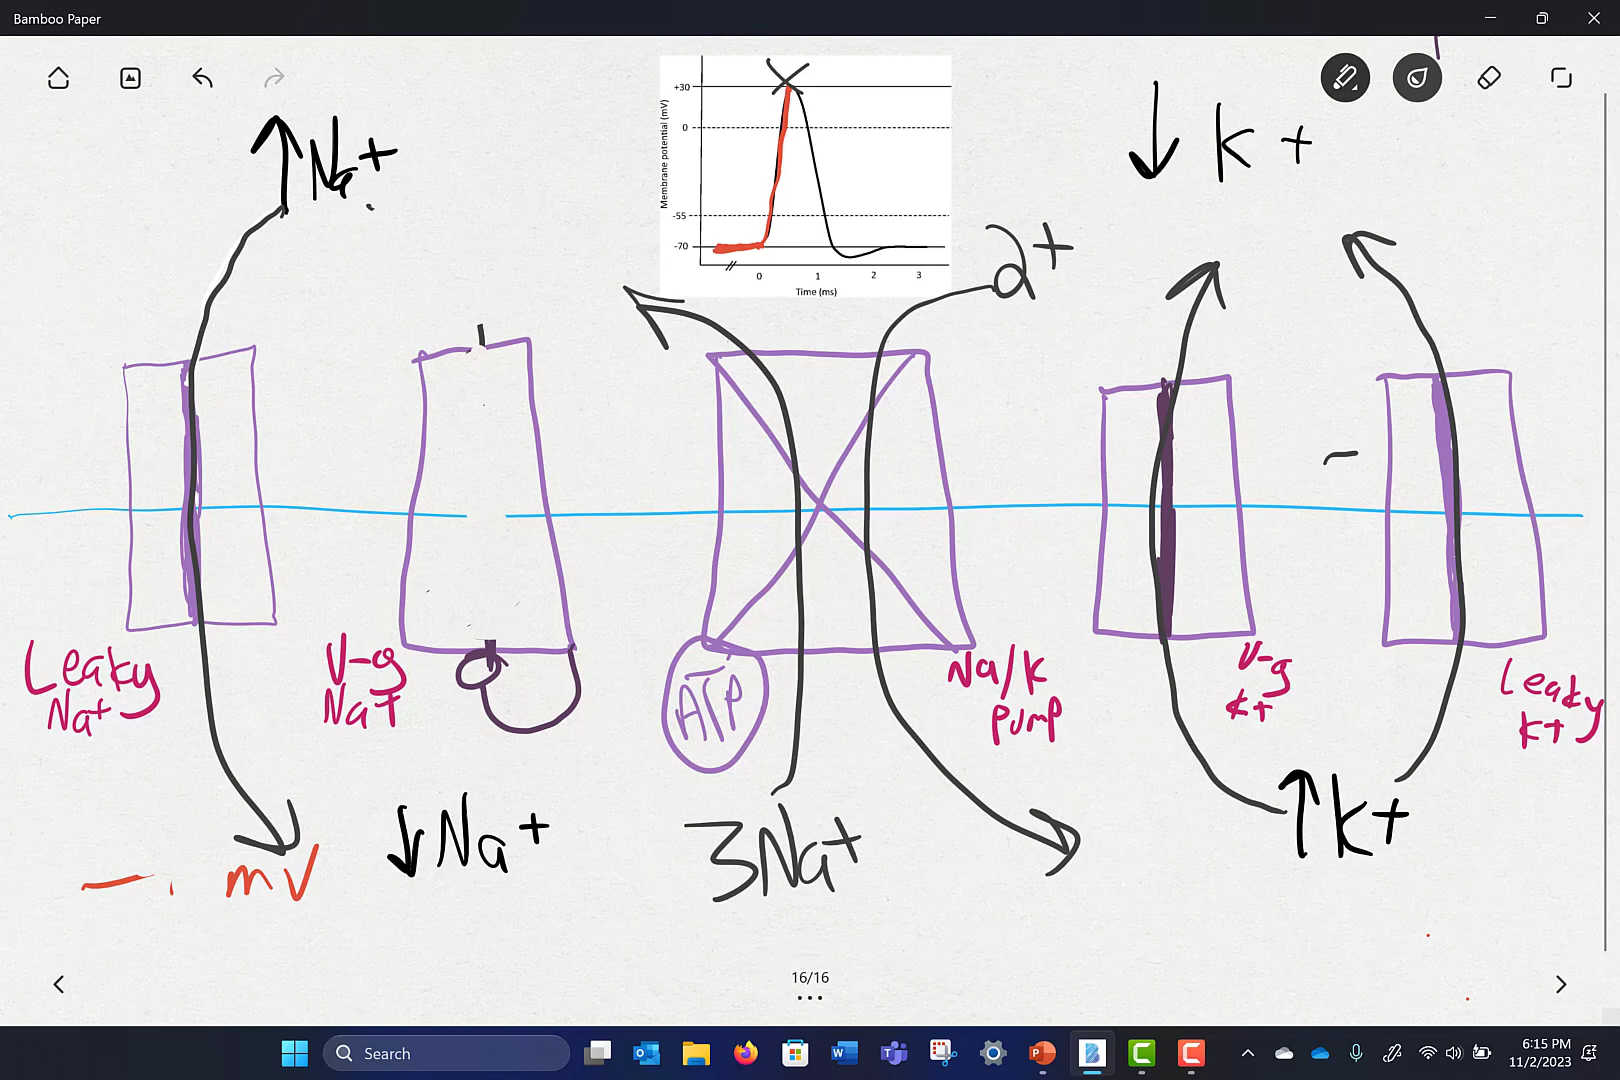 Bamboo Paper
Na+
+30
0
-55
-70
Membrane potential (mV)
0 1 2 3
Time (ms)
K+
2+
Leaky
Na+
V-g
Na+
ATP
Na/K
pump
V-g
K+
Leaky
K+
mV
Na+
3Na+
K+
16/16
Search
6:15 PM
11/2/2023